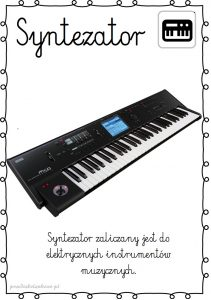 Syntezator
Syntezator zaliczany jest do
elektrycznych instrumentów
muzycznych.